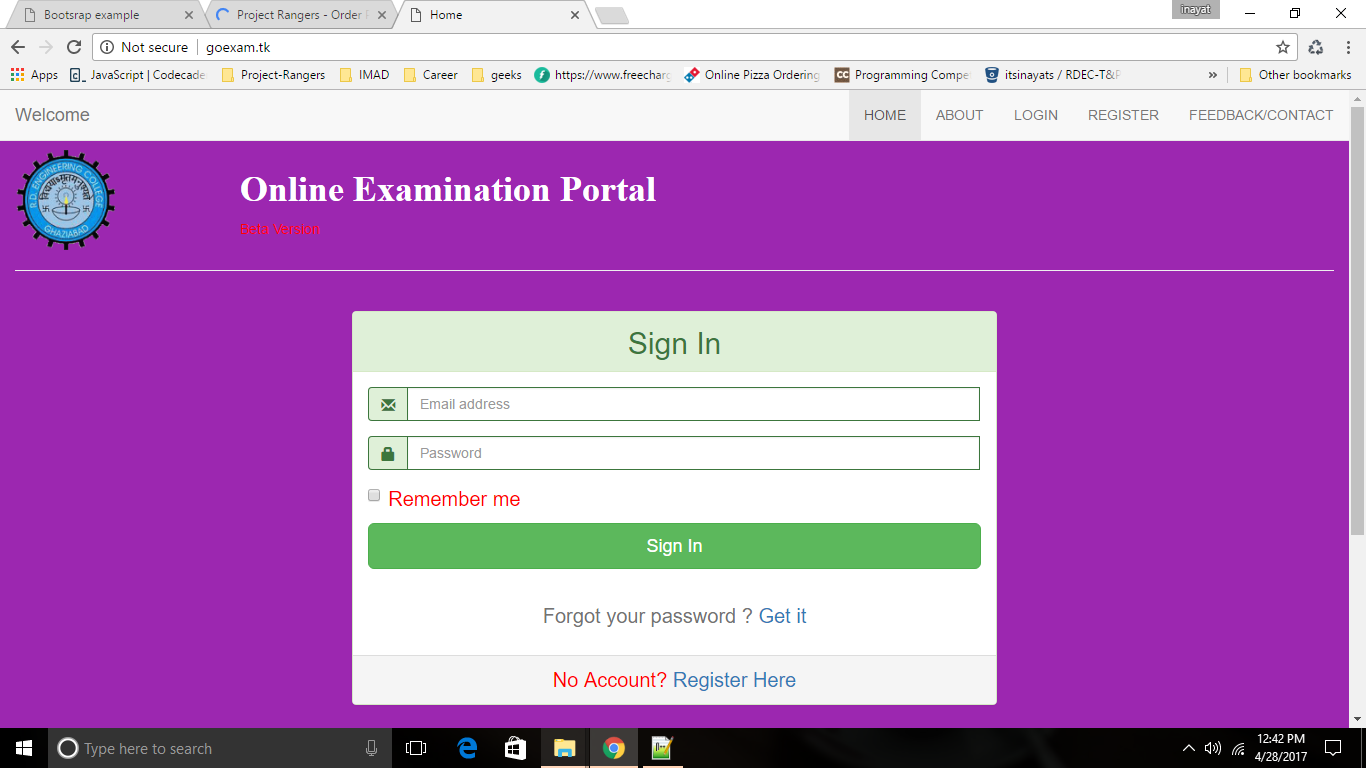 Bootsrap example
Project Rangers - Order
Home
inayat
Not secure
goexam.tk
Apps
JavaScript | Codecade
Project-Rangers
IMAD
Career
geeks
https://www.freecharg
Online Pizza Ordering
Programming Compe
itsinayats / RDEC-T&P
»
Other bookmarks
Welcome
HOME
ABOUT
LOGIN
REGISTER
FEEDBACK/CONTACT
R.D. ENGINEERING COLLEGE
GHAZIABAD
Online Examination Portal
Beta Version
Sign In
Email address
Password
Remember me
Sign In
Forgot your password ? Get it
No Account? Register Here
Type here to search
12:42 PM
4/28/2017